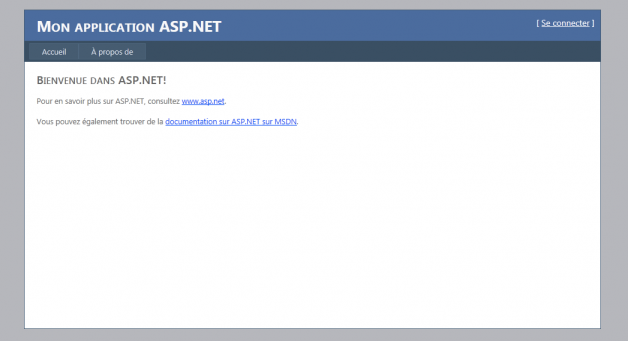 Mon application ASP.NET
[ Se connecter ]
Accueil À propos de
Bienvenue dans ASP.NET!
Pour en savoir plus sur ASP.NET, consultez www.asp.net.
Vous pouvez également trouver de la documentation sur ASP.NET sur MSDN.